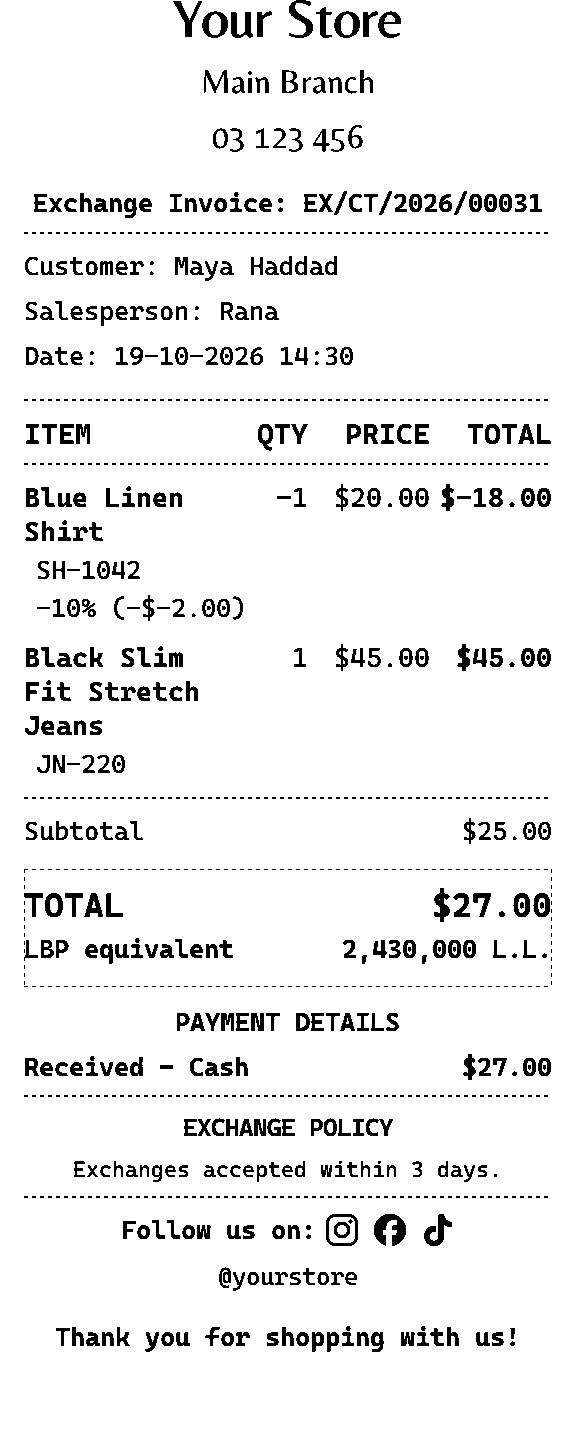 Your Store
Main Branch
03 123 456
Exchange Invoice: EX/CT/2026/00031
Customer: Maya Haddad
Salesperson: Rana
Date: 19-10-2026 14:30
ITEM QTY PRICE TOTAL
Blue Linen -1 $20.00 $-18.00
Shirt
SH-1042
-10% (-$-2.00)
Black Slim 1 $45.00 $45.00
Fit Stretch
Jeans
JN-220
Subtotal $25.00
TOTAL $27.00
LBP equivalent 2,430,000 L.L.
PAYMENT DETAILS
Received - Cash $27.00
EXCHANGE POLICY
Exchanges accepted within 3 days.
Follow us on:
@yourstore
Thank you for shopping with us!